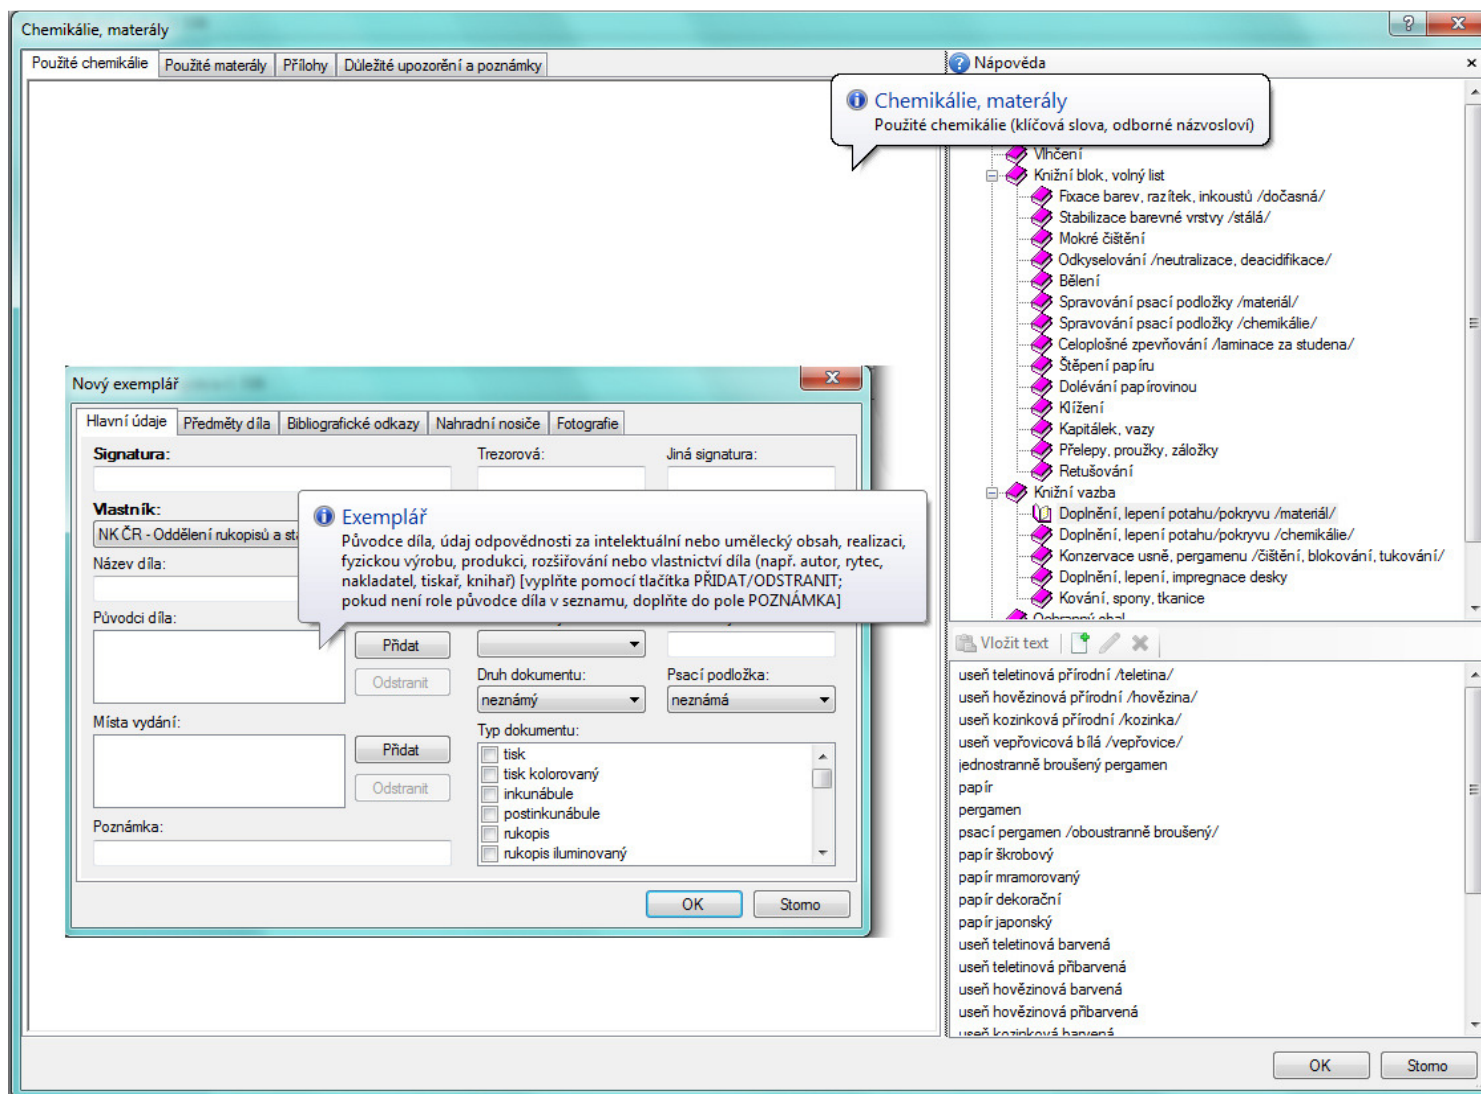 Chemikálie, materály
Použité chemikálie
Použité materály
Přílohy
Důležité upozorění a poznámky
Nápověda
Chemikálie, materály
Použité chemikálie (klíčová slova, odborné názvosloví)
Vlhčení
Knižní blok, volný list
Fixace barev, razítek, inkoustů /dočasná/
Stabilizace barevné vrstvy /stálá/
Mokré čištění
Odkyselování /neutralizace, deacidifikace/
Bělení
Spravování psací podložky /materiál/
Spravování psací podložky /chemikálie/
Celoplošné zpevňování /laminace za studena/
Štěpení papíru
Dolévání papírovinou
Klížení
Kapitálek, vazy
Přelepy, proužky, záložky
Retušování
Knižní vazba
Doplnění, lepení potahu/pokryvu /materiál/
Doplnění, lepení potahu/pokryvu /chemikálie/
Konzervace usně, pergamenu /čištění, blokování, tukování/
Doplnění, lepení, impregnace desky
Kování, spony, tkanice
Ochranný obal
Vložit text
useň teletinová přírodní /teletina/
useň hovězinová přírodní /hovězina/
useň kozinková přírodní /kozinka/
useň vepřovicová bílá /vepřovice/
jednostranně broušený pergamen
papír
pergamen
psací pergamen /oboustranně broušený/
papír škrobový
papír mramorovaný
papír dekorační
papír japonský
useň teletinová barvená
useň teletinová přibarvená
useň hovězinová barvená
useň hovězinová přibarvená
useň kozinková barvená
OK
Storno
Nový exemplář
Hlavní údaje
Předměty díla
Bibliografické odkazy
Nahradní nosiče
Fotografie
Signatura:
Trezorová:
Jiná signatura:
Vlastník:
NK ČR - Oddělení rukopisů a sta
Název díla:
Exemplář
Původce díla, údaj odpovědnosti za intelektuální nebo umělecký obsah, realizaci,
fyzickou výrobu, produkci, rozšiřování nebo vlastnictví díla (např. autor, rytec,
nakladatel, tiskař, knihař) [vyplňte pomocí tlačítka PŘIDAT/ODSTRANIT;
pokud není role původce díla v seznamu, doplňte do pole POZNÁMKA]
Původci díla:
Přidat
Odstranit
Druh dokumentu:
neznámý
Psací podložka:
neznámá
Místa vydání:
Přidat
Odstranit
Typ dokumentu:
tisk
tisk kolorovaný
inkunábule
postinkunábule
rukopis
rukopis iluminovaný
Poznámka:
OK
Storno